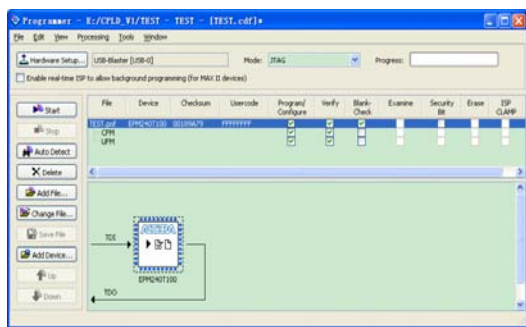 Programmer - E:/CPLD_V1/TEST - TEST - [TEST.cdf]*
File Edit View Processing Tools Window
Hardware Setup... USB-Blaster [USB-0] Mode: JTAG Progress:
Enable real-time ISP to allow background programming (for MAX II devices)
Start
Stop
Auto Detect
Delete
Add File...
Change File...
Save File
Add Device...
Up
Down
File Device Checksum Usercode Program/ Configure Verify Blank- Check Examine Security Bit Erase ISP CLAMP
TEST.pof EPM240T100 00189A79 FFFFFFFF
CFM
UFM
TDI
ALTERA
EPM240T100
TDO